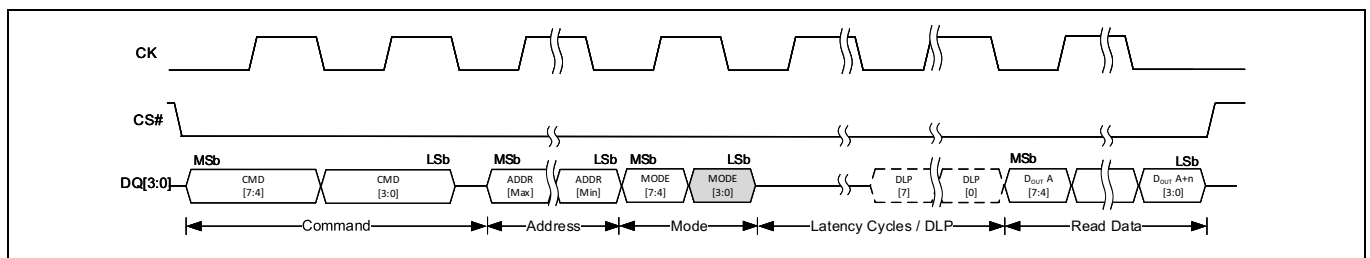 CK
CS#
MSb LSb MSb LSb MSb LSb MSb LSb
DQ[3:0]
CMD [7:4]
CMD [3:0]
ADDR [Max]
ADDR [Min]
MODE [7:4]
MODE [3:0]
DLP [7]
DLP [0]
DOUT A [7:4]
DOUT A+n [3:0]
Command Address Mode Latency Cycles / DLP Read Data